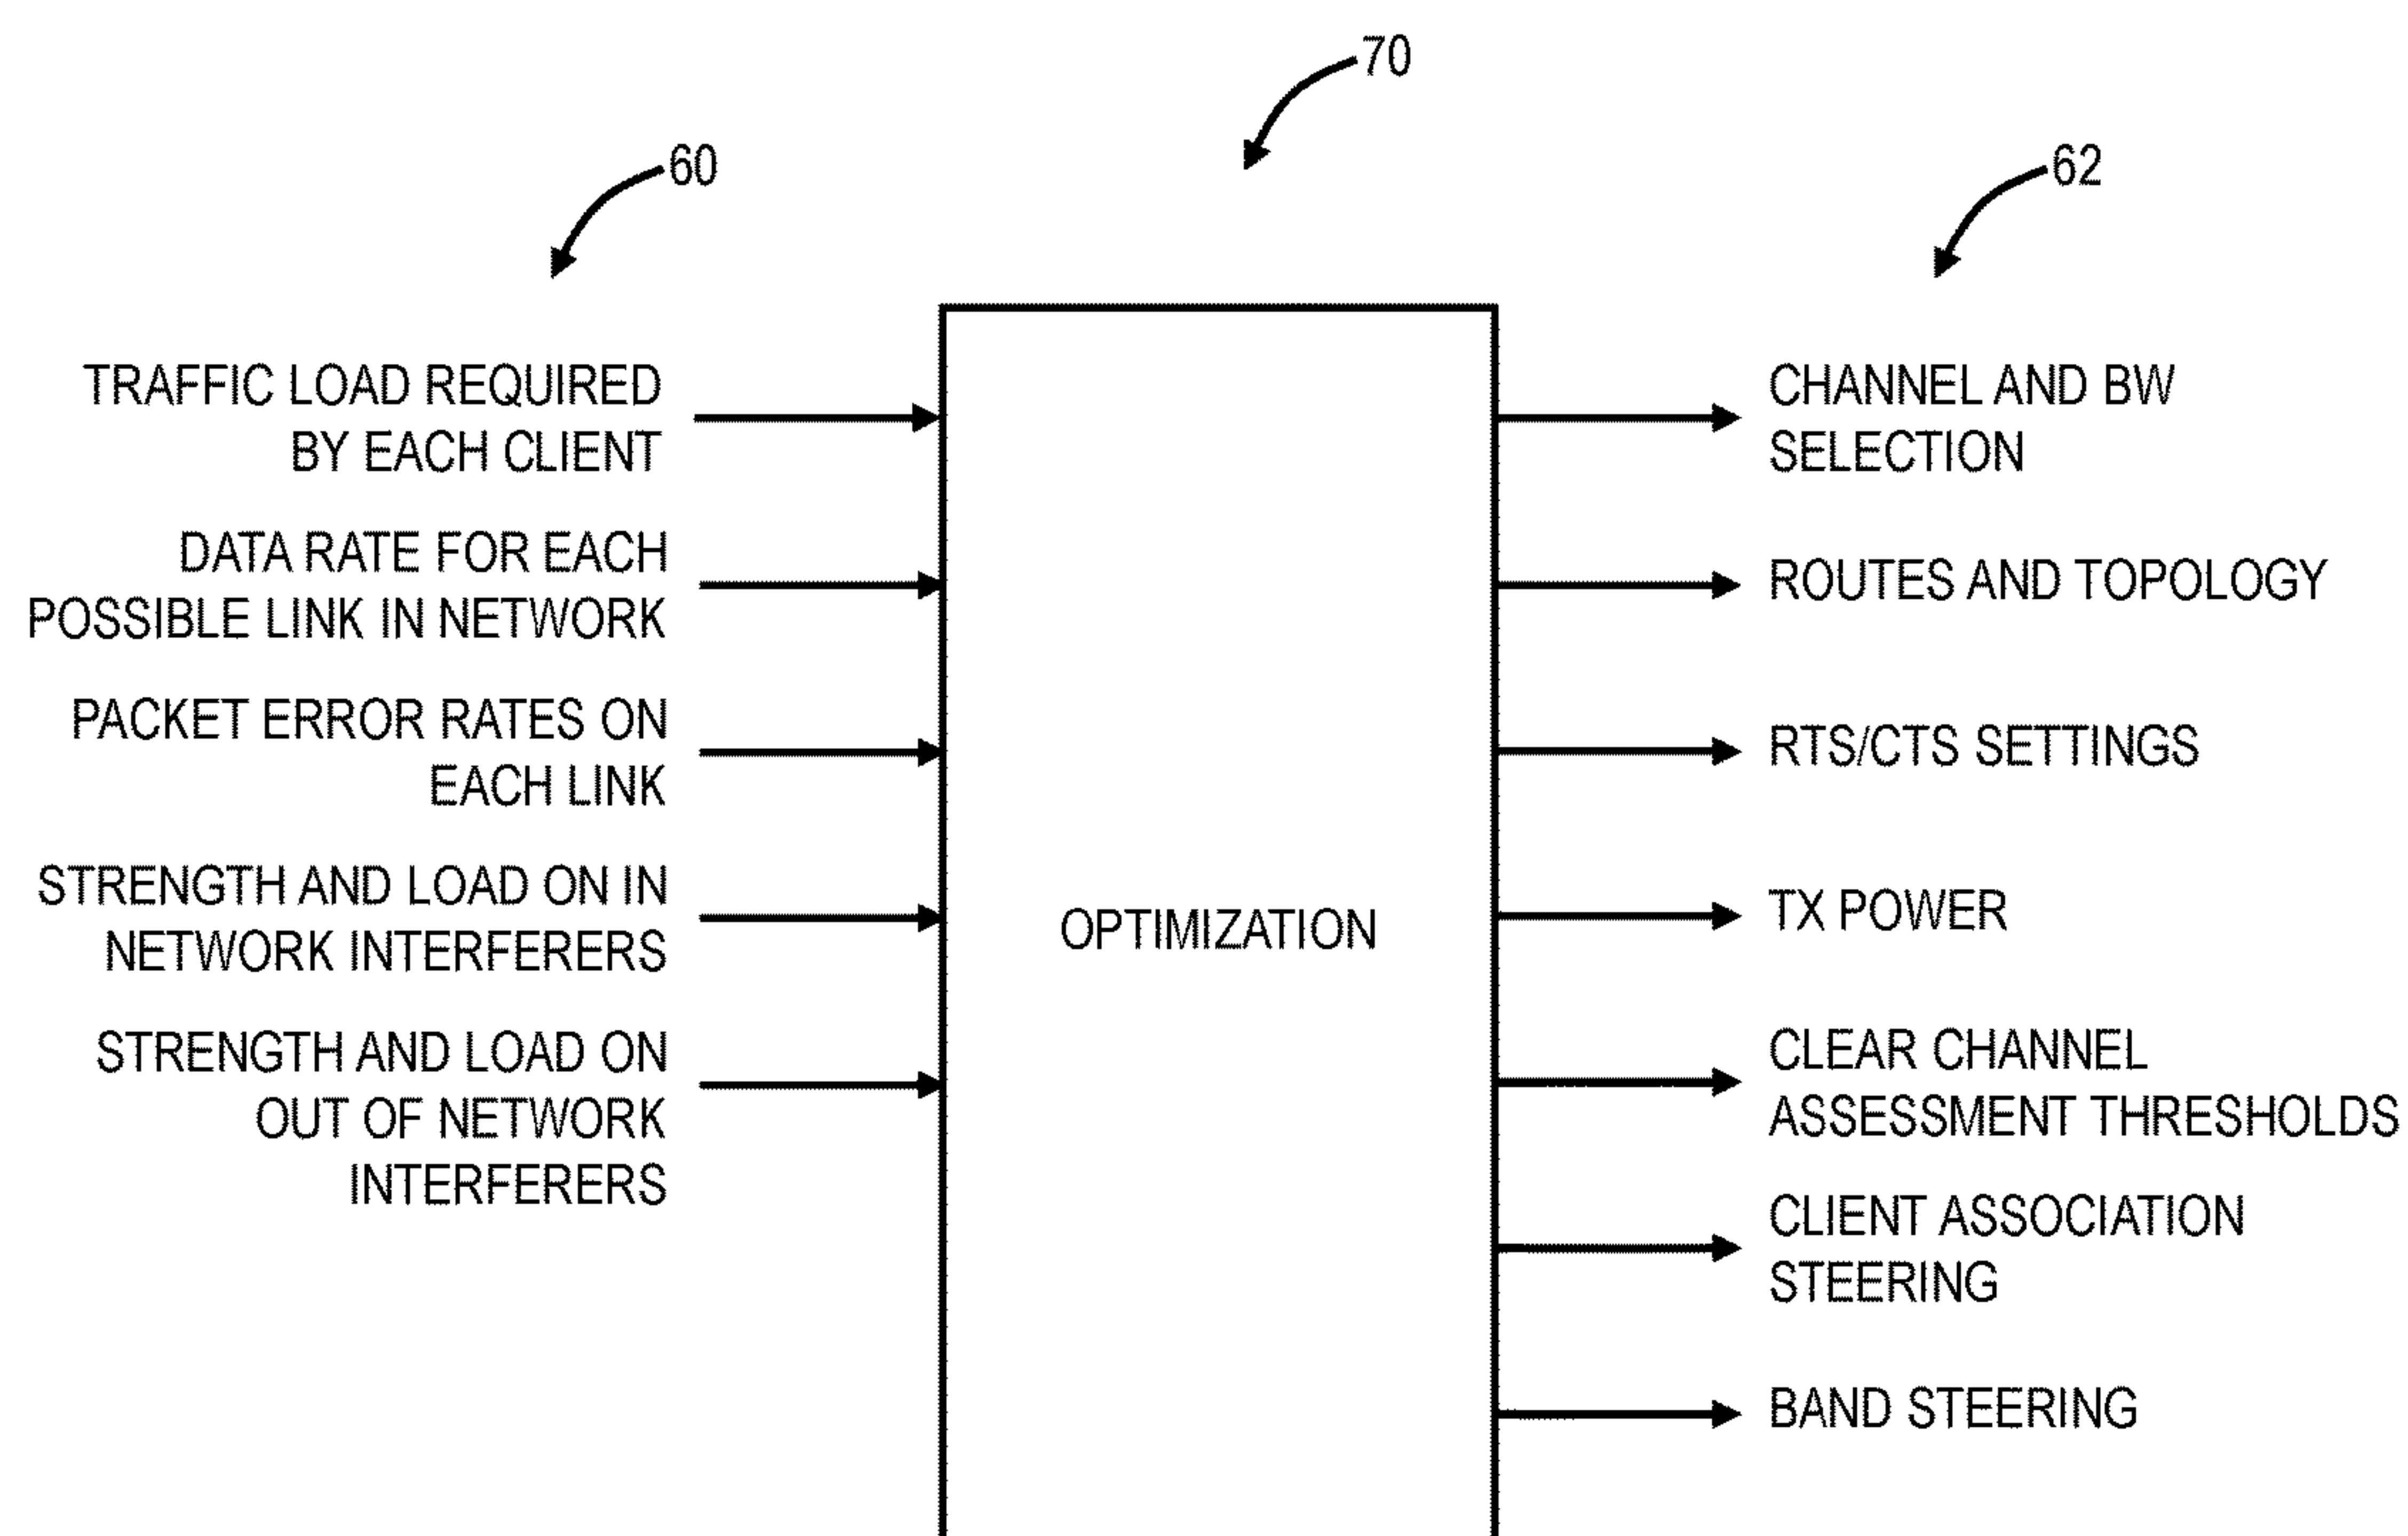 70
60
62
TRAFFIC LOAD REQUIRED
BY EACH CLIENT
DATA RATE FOR EACH
POSSIBLE LINK IN NETWORK
PACKET ERROR RATES ON
EACH LINK
STRENGTH AND LOAD ON IN
NETWORK INTERFERERS
STRENGTH AND LOAD ON
OUT OF NETWORK
INTERFERERS
OPTIMIZATION
CHANNEL AND BW
SELECTION
ROUTES AND TOPOLOGY
RTS/CTS SETTINGS
TX POWER
CLEAR CHANNEL
ASSESSMENT THRESHOLDS
CLIENT ASSOCIATION
STEERING
BAND STEERING